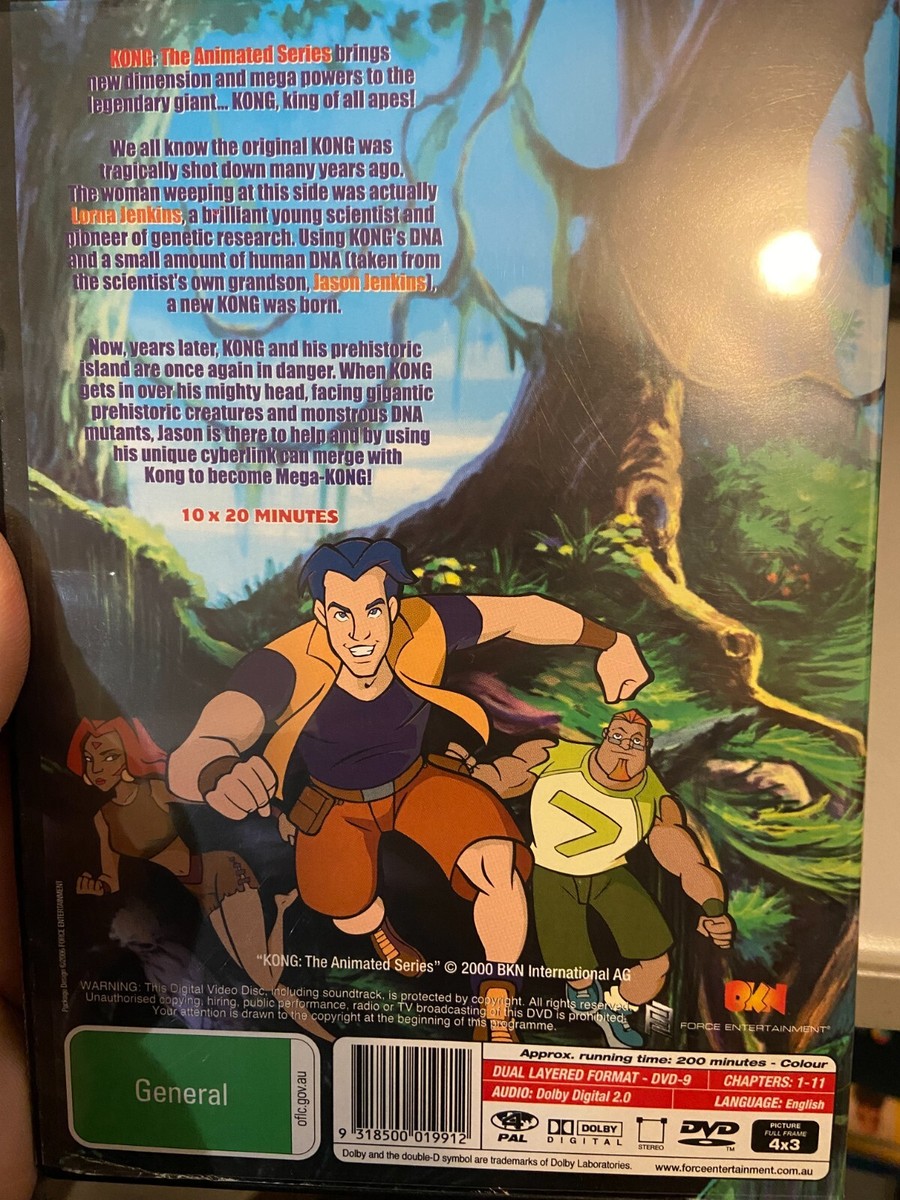 KONG: The Animated Series brings
new dimension and mega powers to the
legendary giant... KONG, king of all apes!
We all know the original KONG was
tragically shot down many years ago.
The woman weeping at this side was actually
Lorna Jenkins, a brilliant young scientist and
pioneer of genetic research. Using KONG'S DNA
and a small amount of human DNA (taken from
the scientist's own grandson, Jason Jenkins),
a new KONG was born.
Now, years later, KONG and his prehistoric
island are once again in danger. When KONG
gets in over his mighty head, facing gigantic
prehistoric creatures and monstrous DNA
mutants, Jason is there to help and by using
his unique cyberlink can merge with
Kong to become Mega-KONG!
10 x 20 MINUTES
Package Design ©2006 FORCE ENTERTAINMENT
"KONG: The Animated Series" © 2000 BKN International AG
WARNING: This Digital Video Disc, including soundtrack, is protected by copyright. All rights reserved.
Unauthorised copying, hiring, public performance, radio or TV broadcasting of this DVD is prohibited.
Your attention is drawn to the copyright at the beginning of this programme.
BKN
FORCE ENTERTAINMENT®
General
oflc.gov.au
9 318500 019912
Approx. running time: 200 minutes - Colour
DUAL LAYERED FORMAT - DVD-9
CHAPTERS: 1-11
AUDIO: Dolby Digital 2.0
LANGUAGE: English
4
PAL
DOLBY
DIGITAL
STEREO
DVD
TM
PICTURE
FULL FRAME
4x3
Dolby and the double-D symbol are trademarks of Dolby Laboratories.
www.forceentertainment.com.au